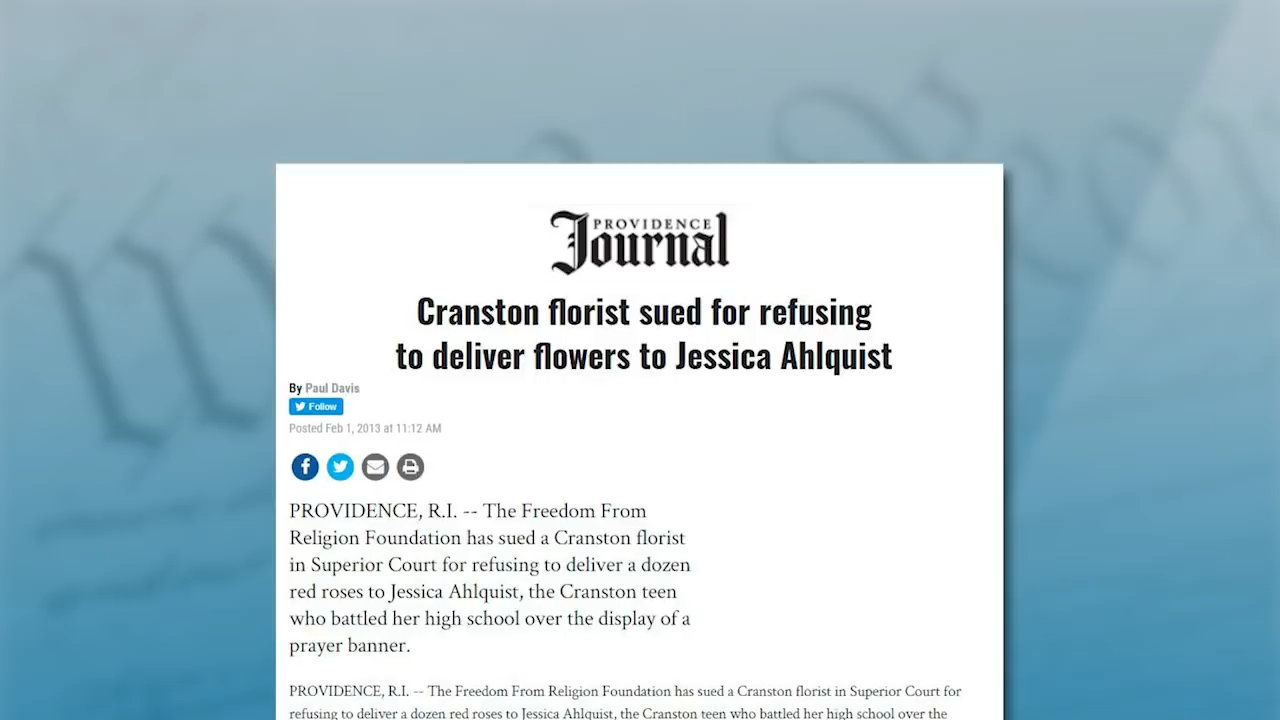 PROVIDENCE
Journal
Cranston florist sued for refusing
to deliver flowers to Jessica Ahlquist
By Paul Davis
Follow
Posted Feb 1, 2013 at 11:12 AM
PROVIDENCE, R.I. -- The Freedom From
Religion Foundation has sued a Cranston florist
in Superior Court for refusing to deliver a dozen
red roses to Jessica Ahlquist, the Cranston teen
who battled her high school over the display of a
prayer banner.
PROVIDENCE, R.I. -- The Freedom From Religion Foundation has sued a Cranston florist in Superior Court for
refusing to deliver a dozen red roses to Jessica Ahlquist, the Cranston teen who battled her high school over the